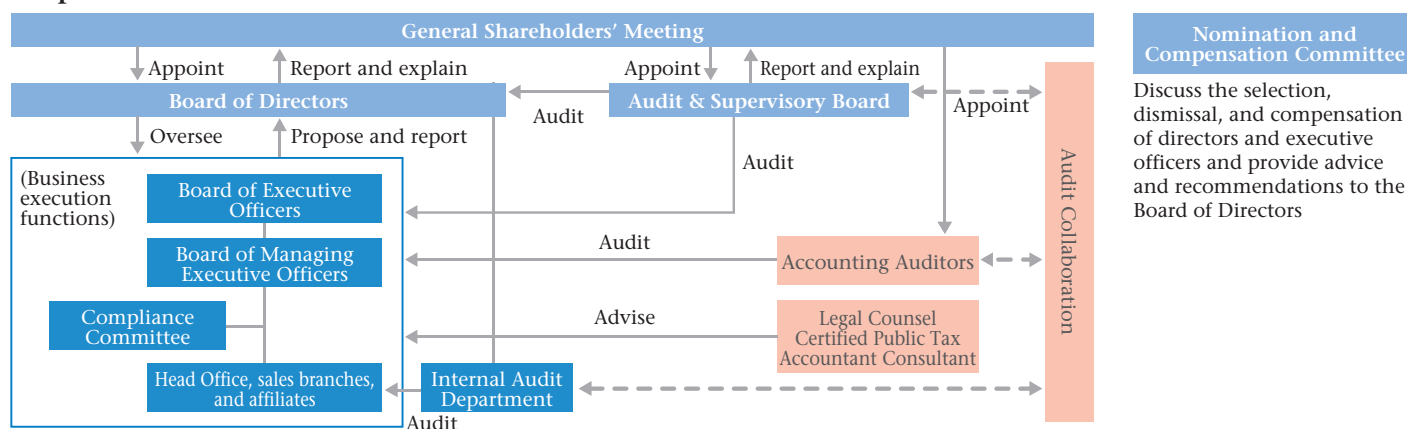 General Shareholders' Meeting
Appoint
Report and explain
Appoint
Report and explain
Board of Directors
Audit
Audit & Supervisory Board
Appoint
Oversee
Propose and report
Audit
(Business
execution
functions)
Board of Executive
Officers
Board of Managing
Executive Officers
Audit
Accounting Auditors
Compliance
Committee
Advise
Legal Counsel
Certified Public Tax
Accountant Consultant
Head Office, sales branches,
and affiliates
Internal Audit
Department
Audit
Audit Collaboration
Nomination and
Compensation Committee
Discuss the selection,
dismissal, and compensation
of directors and executive
officers and provide advice
and recommendations to the
Board of Directors